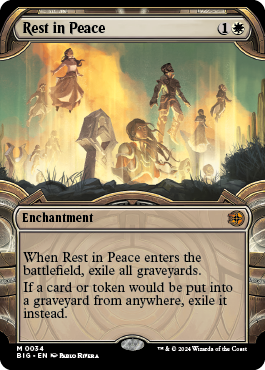 Rest in Peace 1
Enchantment
When Rest in Peace enters the
battlefield, exile all graveyards.
If a card or token would be put into
a graveyard from anywhere, exile it
instead.
M 0034
BIG • EN Pablo Rivera
™ & © 2024 Wizards of the Coast